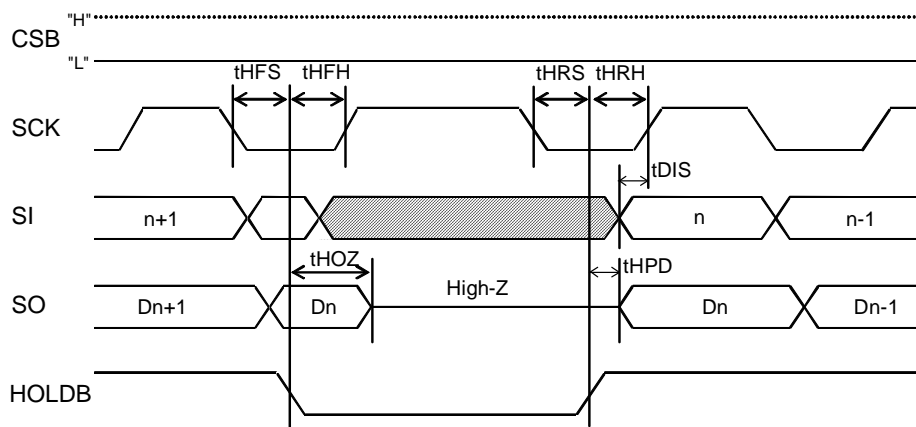 "H"
CSB
"L"
tHFS tHFH tHRS tHRH
SCK
tDIS
SI n+1 n n-1
tHOZ tHPD
SO Dn+1 Dn High-Z Dn Dn-1
HOLDB